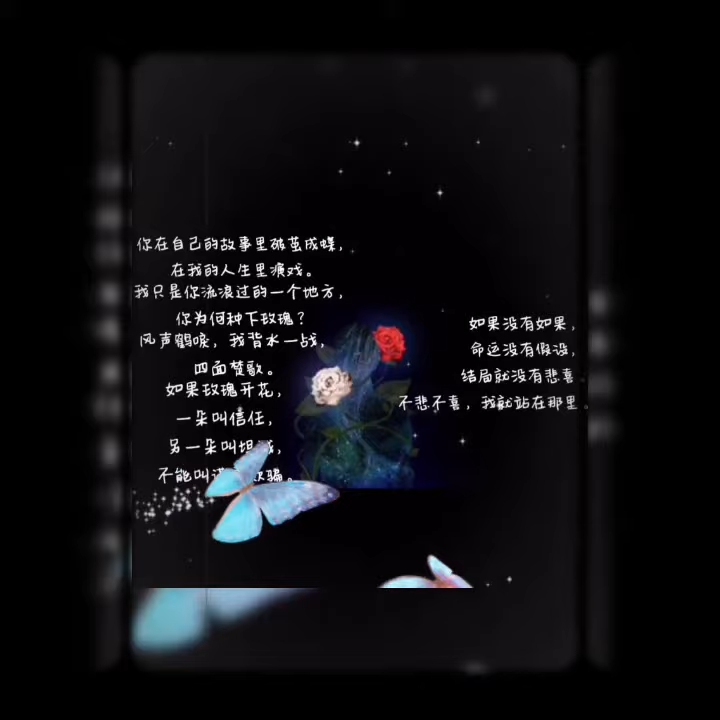 你在自己的故事里破茧成蝶，
在我的人生里演戏。
我只是你流浪过的一个地方，
你为何种下玫瑰？
风声鹤唳，我背水一战，
四面楚歌。
如果玫瑰开花，
一朵叫信任，
另一朵叫坦
不能叫 欺骗。
如果没有如果，
命运没有假设，
结局就没有悲喜
不悲不喜，我就站在那里。